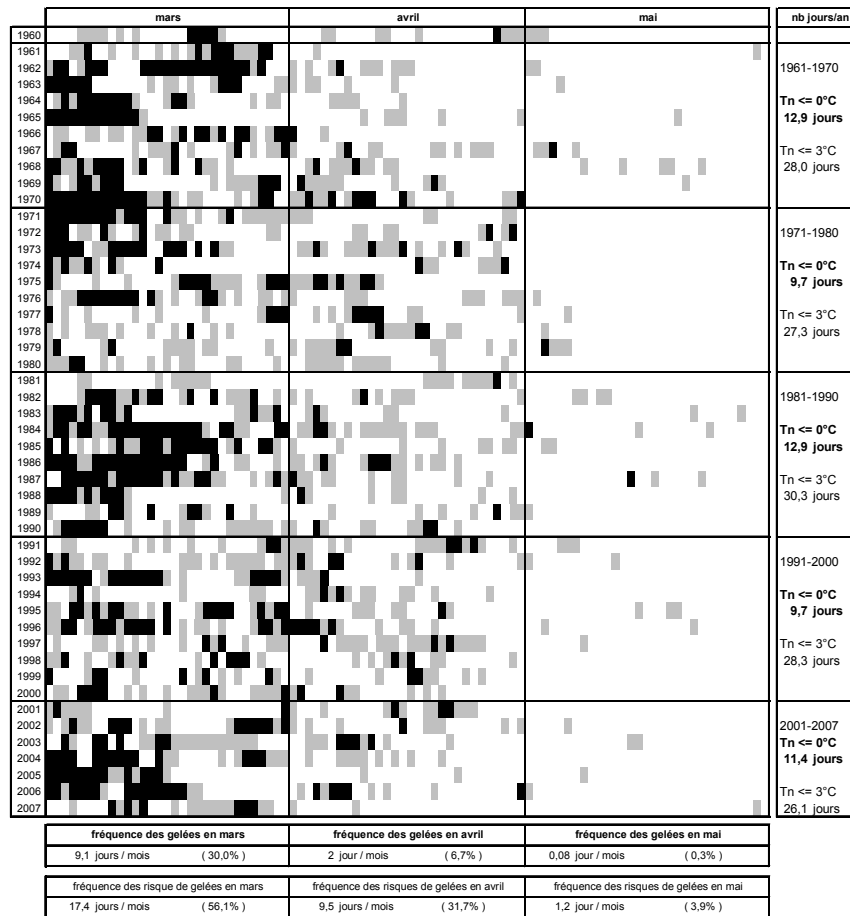 mars avril mai nb jours/an
1960
1961
1962 1961-1970
1963
1964 Tn <= 0°C
1965 12,9 jours
1966
1967 Tn <= 3°C
1968 28,0 jours
1969
1970
1971
1972 1971-1980
1973
1974 Tn <= 0°C
1975 9,7 jours
1976
1977 Tn <= 3°C
1978 27,3 jours
1979
1980
1981
1982 1981-1990
1983
1984 Tn <= 0°C
1985 12,9 jours
1986
1987 Tn <= 3°C
1988 30,3 jours
1989
1990
1991
1992 1991-2000
1993
1994 Tn <= 0°C
1995 9,7 jours
1996
1997 Tn <= 3°C
1998 28,3 jours
1999
2000
2001
2002 2001-2007
2003 Tn <= 0°C
2004 11,4 jours
2005
2006 Tn <= 3°C
2007 26,1 jours
fréquence des gelées en mars fréquence des gelées en avril fréquence des gelées en mai
9,1 jours / mois ( 30,0% ) 2 jour / mois ( 6,7% ) 0,08 jour / mois ( 0,3% )
fréquence des risque de gelées en mars fréquence des risques de gelées en avril fréquence des risques de gelées en mai
17,4 jours / mois ( 56,1% ) 9,5 jours / mois ( 31,7% ) 1,2 jour / mois ( 3,9% )